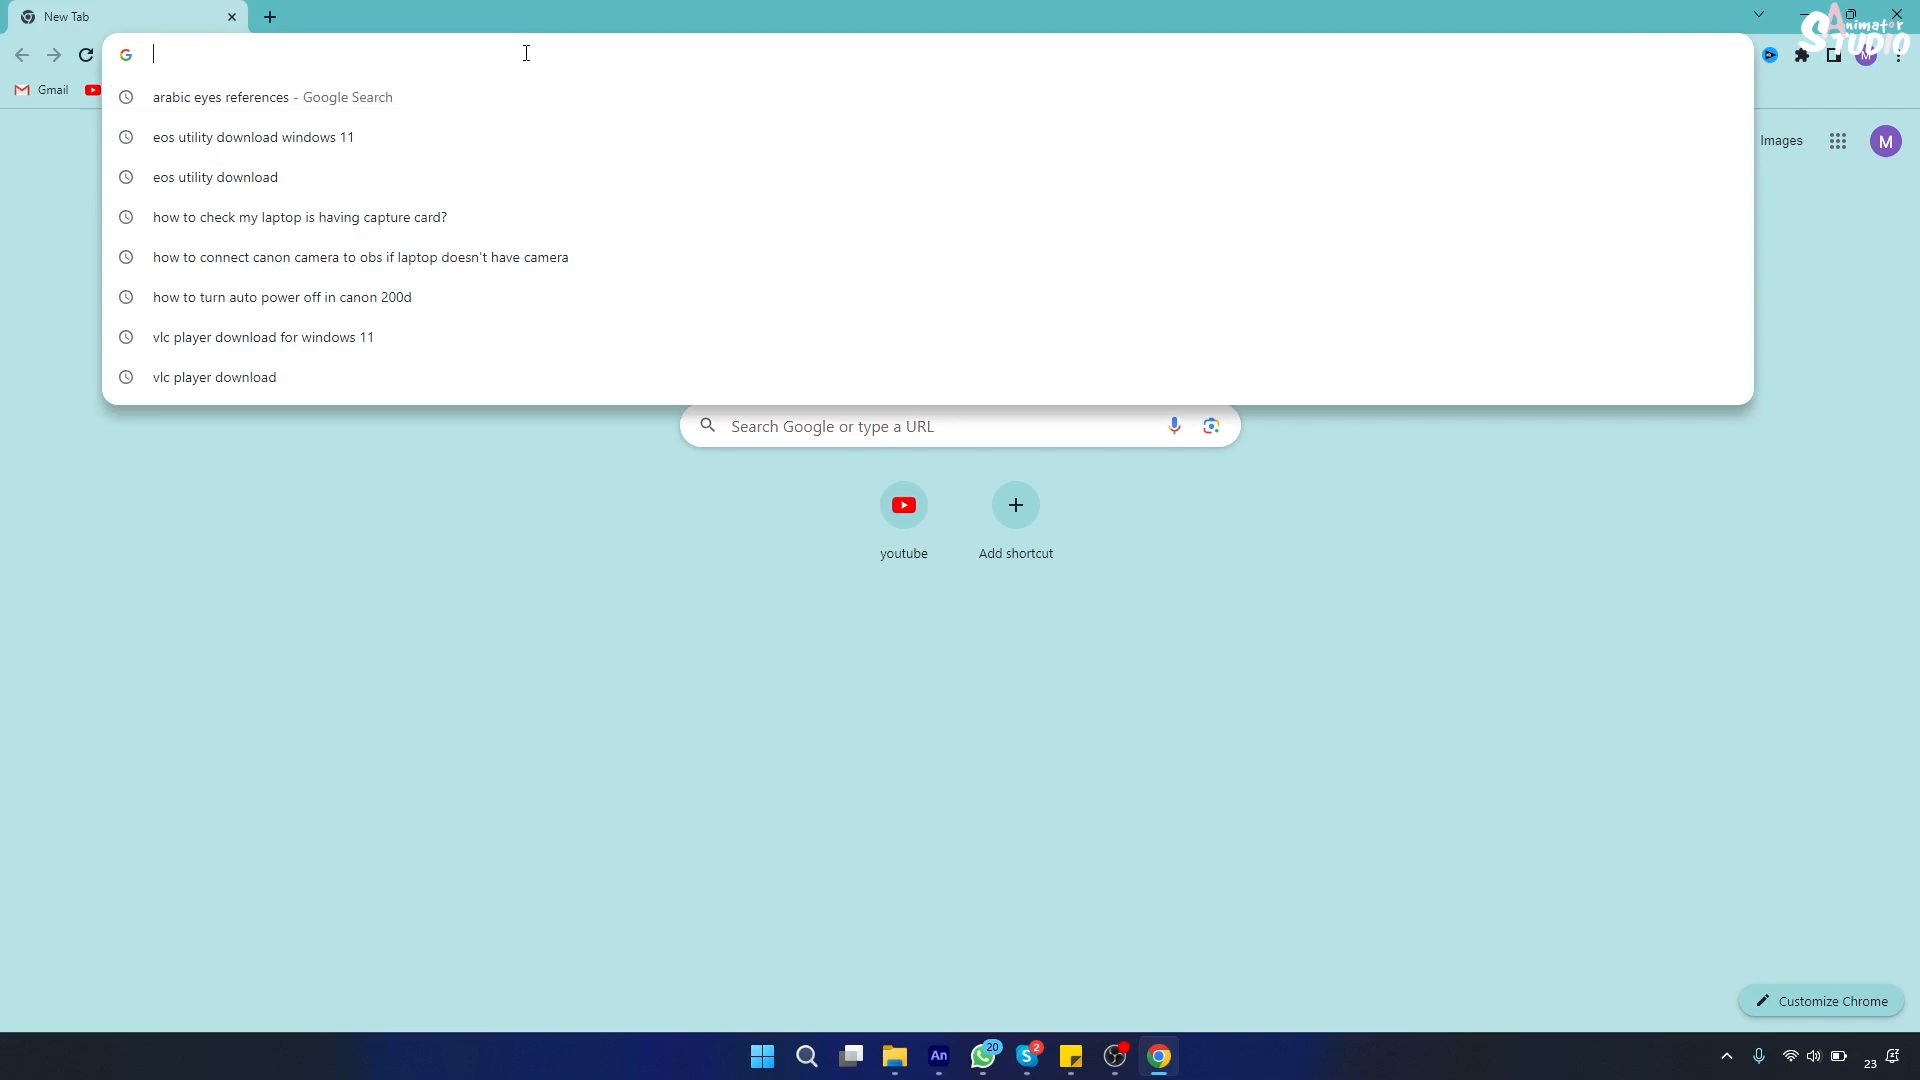 New Tab
Animator
STUDIO
Gmail
arabic eyes references - Google Search
eos utility download windows 11
Images
M
eos utility download
how to check my laptop is having capture card?
how to connect canon camera to obs if laptop doesn't have camera
how to turn auto power off in canon 200d
vlc player download for windows 11
vlc player download
Search Google or type a URL
youtube
Add shortcut
Customize Chrome
An
20
S
2
23